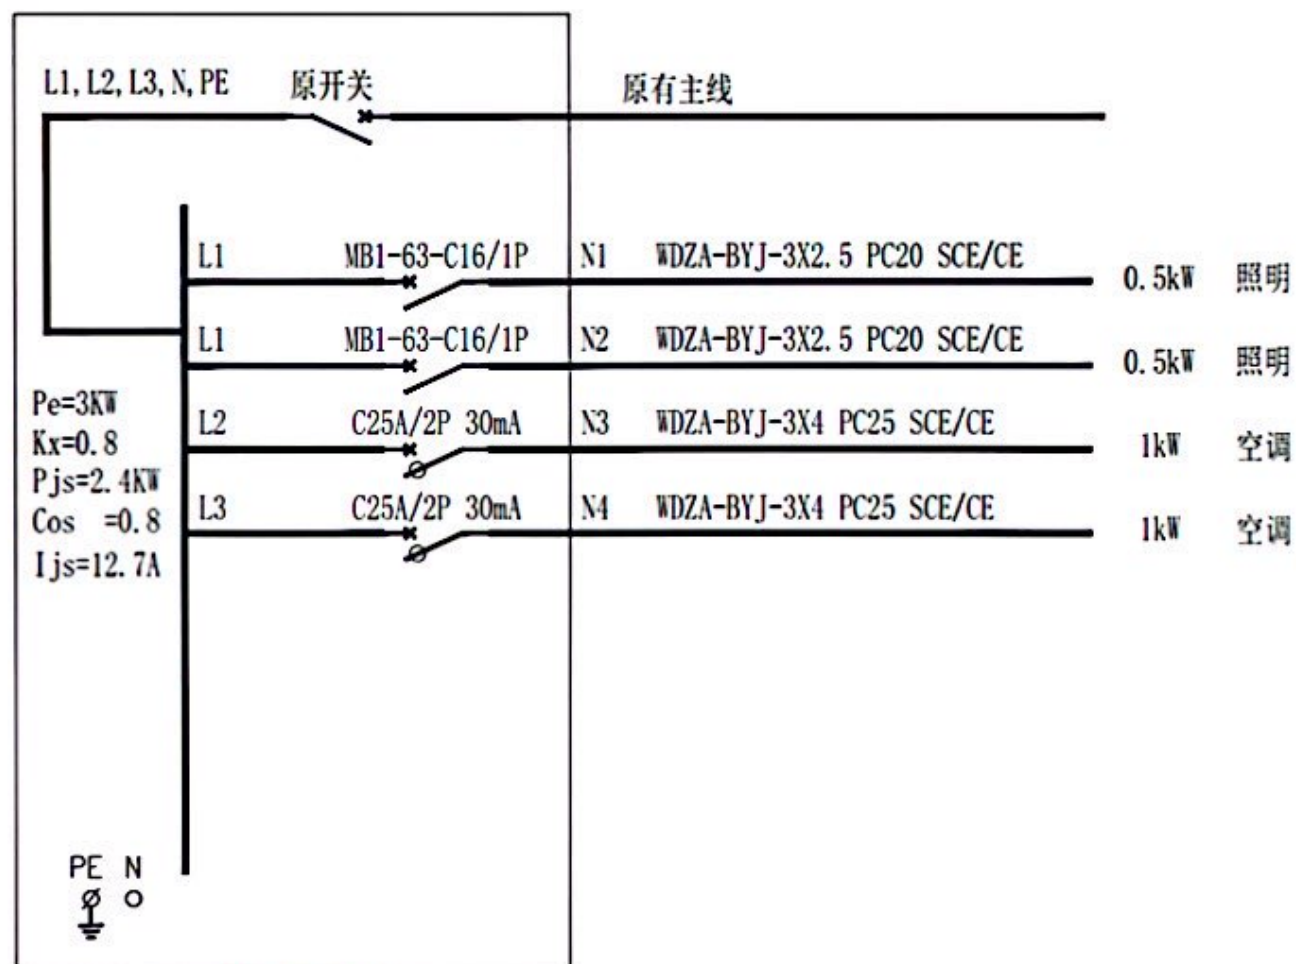 L1, L2, L3, N, PE 原开关 原有主线
L1 MB1-63-C16/1P N1 WDZA-BYJ-3X2.5 PC20 SCE/CE 0.5kW 照明
L1 MB1-63-C16/1P N2 WDZA-BYJ-3X2.5 PC20 SCE/CE 0.5kW 照明
L2 C25A/2P 30mA N3 WDZA-BYJ-3X4 PC25 SCE/CE 1kW 空调
L3 C25A/2P 30mA N4 WDZA-BYJ-3X4 PC25 SCE/CE 1kW 空调
Pe=3KW
Kx=0.8
Pjs=2.4KW
Cos =0.8
Ijs=12.7A
PE N